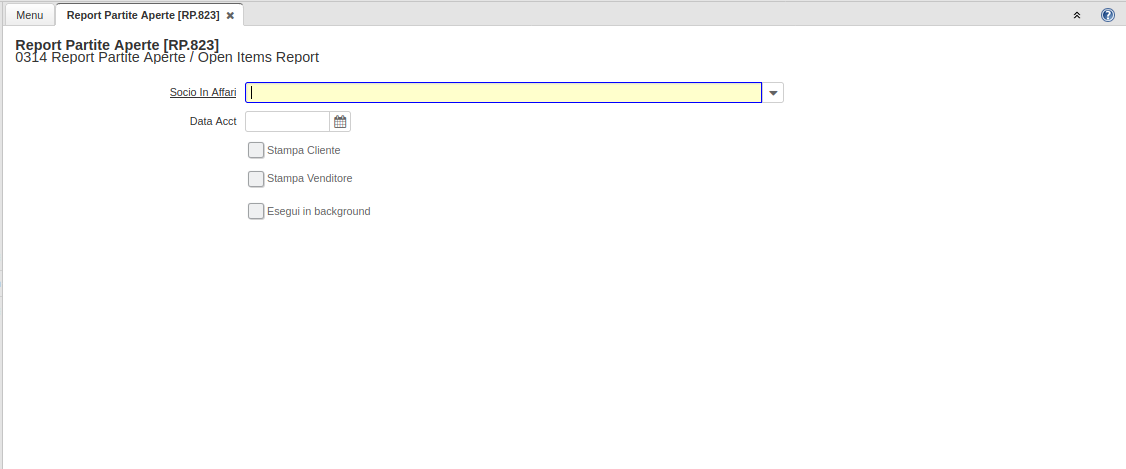 Menu
Report Partite Aperte [RP.823]
Report Partite Aperte [RP.823]
0314 Report Partite Aperte / Open Items Report
Socio In Affari
Data Acct
Stampa Cliente
Stampa Venditore
Esegui in background